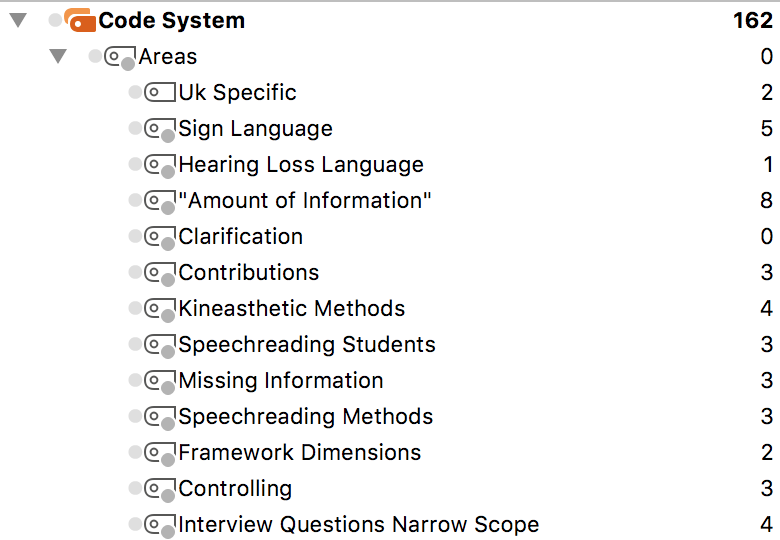 Code System 162
Areas 0
Uk Specific 2
Sign Language 5
Hearing Loss Language 1
"Amount of Information" 8
Clarification 0
Contributions 3
Kineasthetic Methods 4
Speechreading Students 3
Missing Information 3
Speechreading Methods 3
Framework Dimensions 2
Controlling 3
Interview Questions Narrow Scope 4